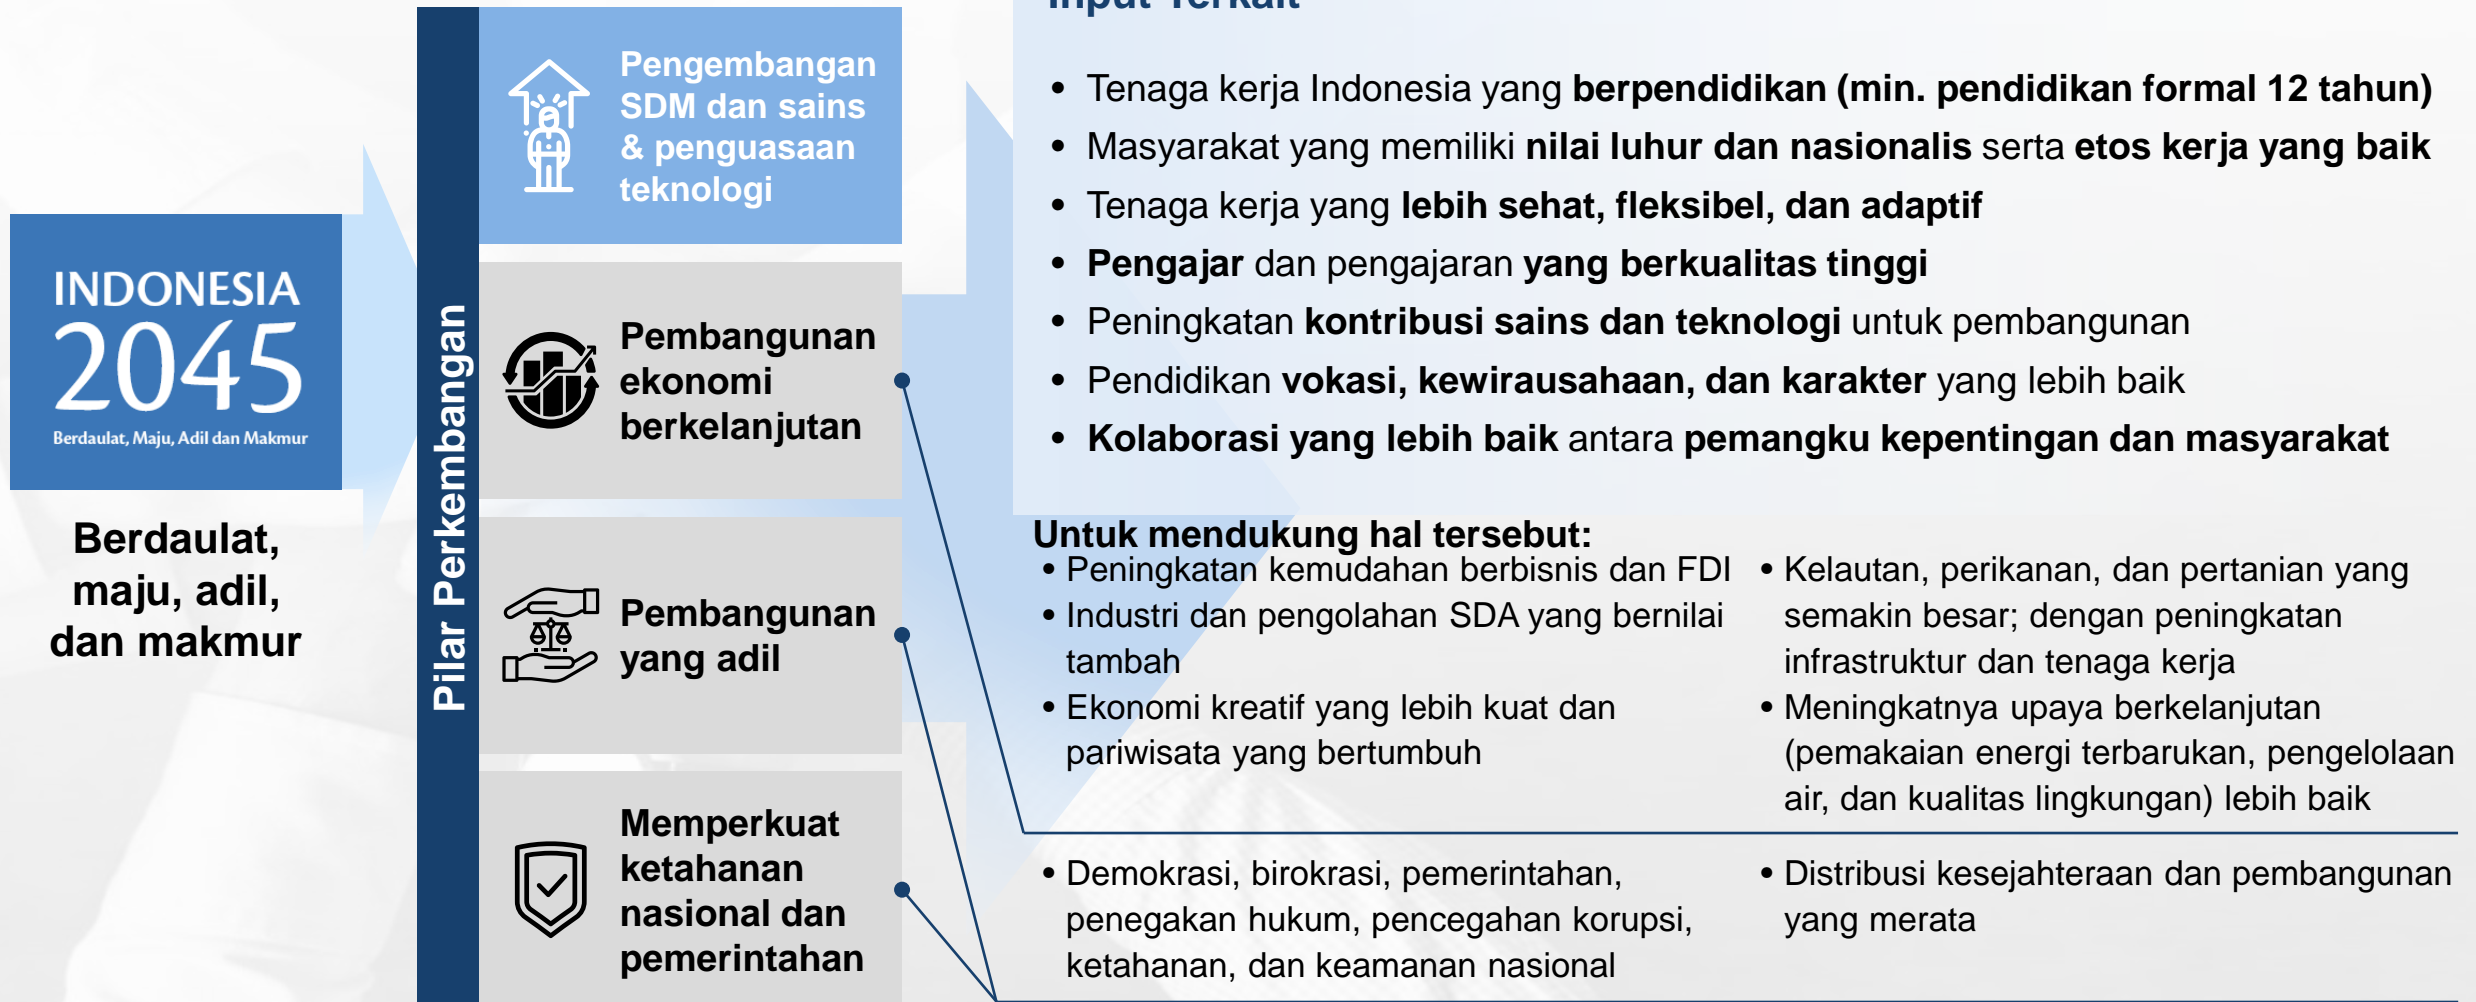 INDONESIA
2045
Berdaulat, Maju, Adil dan Makmur
Berdaulat,
maju, adil,
dan makmur
Pilar Perkembangan
Pengembangan
SDM dan sains
& penguasaan
teknologi
Pembangunan
ekonomi
berkelanjutan
Pembangunan
yang adil
Memperkuat
ketahanan
nasional dan
pemerintahan
Input Terkait
• Tenaga kerja Indonesia yang berpendidikan (min. pendidikan formal 12 tahun)
• Masyarakat yang memiliki nilai luhur dan nasionalis serta etos kerja yang baik
• Tenaga kerja yang lebih sehat, fleksibel, dan adaptif
• Pengajar dan pengajaran yang berkualitas tinggi
• Peningkatan kontribusi sains dan teknologi untuk pembangunan
• Pendidikan vokasi, kewirausahaan, dan karakter yang lebih baik
• Kolaborasi yang lebih baik antara pemangku kepentingan dan masyarakat
Untuk mendukung hal tersebut:
• Peningkatan kemudahan berbisnis dan FDI
• Industri dan pengolahan SDA yang bernilai
tambah
• Ekonomi kreatif yang lebih kuat dan
pariwisata yang bertumbuh
• Kelautan, perikanan, dan pertanian yang
semakin besar; dengan peningkatan
infrastruktur dan tenaga kerja
• Meningkatnya upaya berkelanjutan
(pemakaian energi terbarukan, pengelolaan
air, dan kualitas lingkungan) lebih baik
• Demokrasi, birokrasi, pemerintahan,
penegakan hukum, pencegahan korupsi,
ketahanan, dan keamanan nasional
• Distribusi kesejahteraan dan pembangunan
yang merata